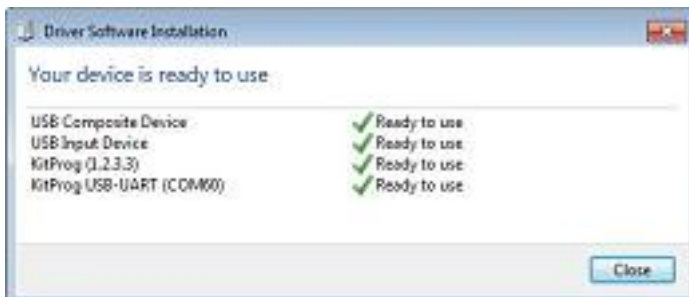 Driver Software Installation
Your device is ready to use
USB Composite Device Ready to use
USB Input Device Ready to use
KitProg (1.2.3.3) Ready to use
KitProg USB-UART (COM60) Ready to use
Close